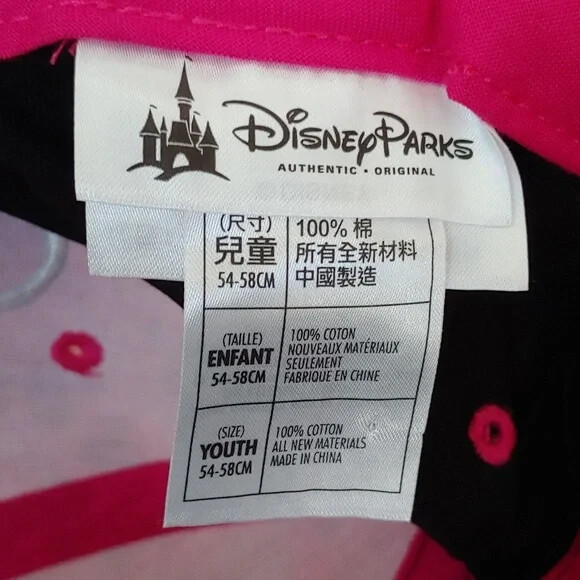 Disney Parks
AUTHENTIC • ORIGINAL
(尺寸)
兒童
54-58CM
100% 棉
所有全新材料
中國製造
(TAILLE)
ENFANT
54-58CM
100% COTON
NOUVEAUX MATÉRIAUX
SEULEMENT
FABRIQUE EN CHINE
(SIZE)
YOUTH
54-58CM
100% COTTON
ALL NEW MATERIALS
MADE IN CHINA